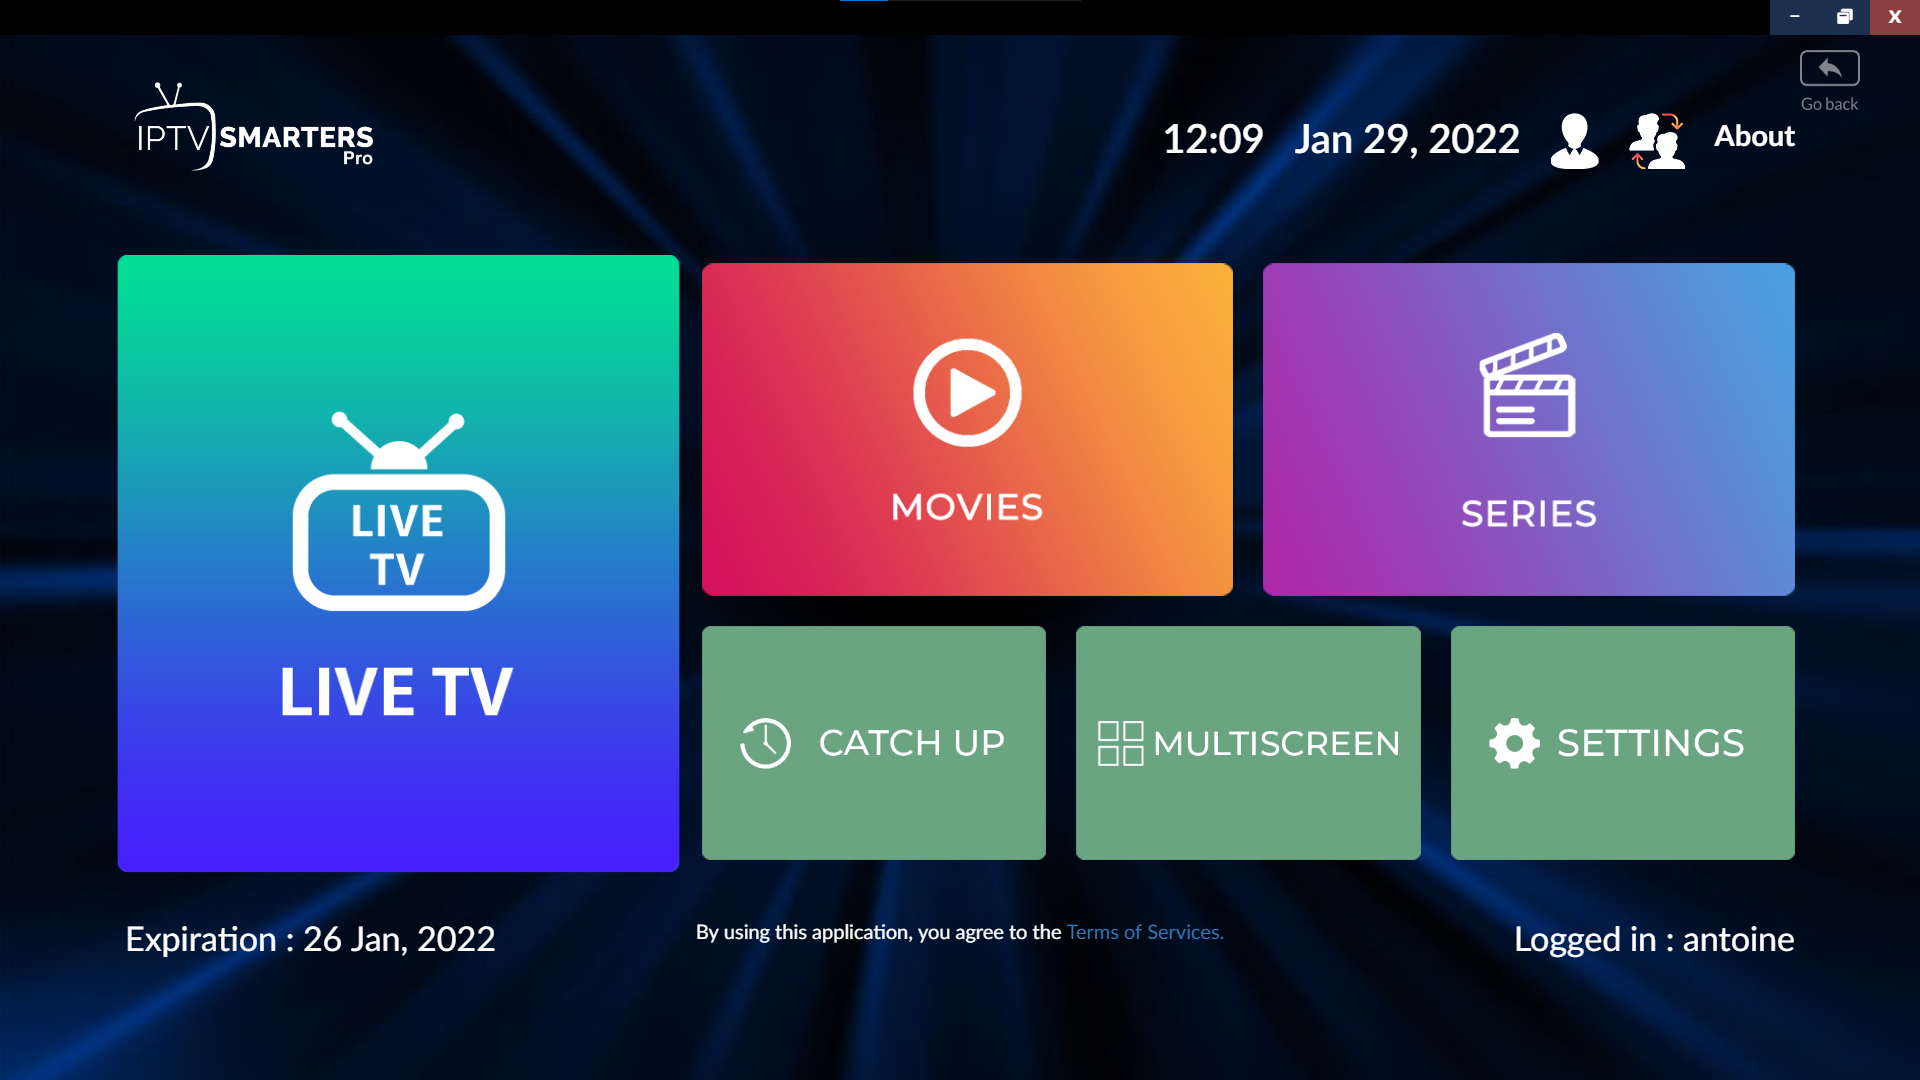 X
Go back
IPTV SMARTERS
Pro
12:09 Jan 29, 2022 About
LIVE
TV
LIVE TV
MOVIES
SERIES
CATCH UP
MULTISCREEN
SETTINGS
Expiration : 26 Jan, 2022
By using this application, you agree to the Terms of Services.
Logged in : antoine